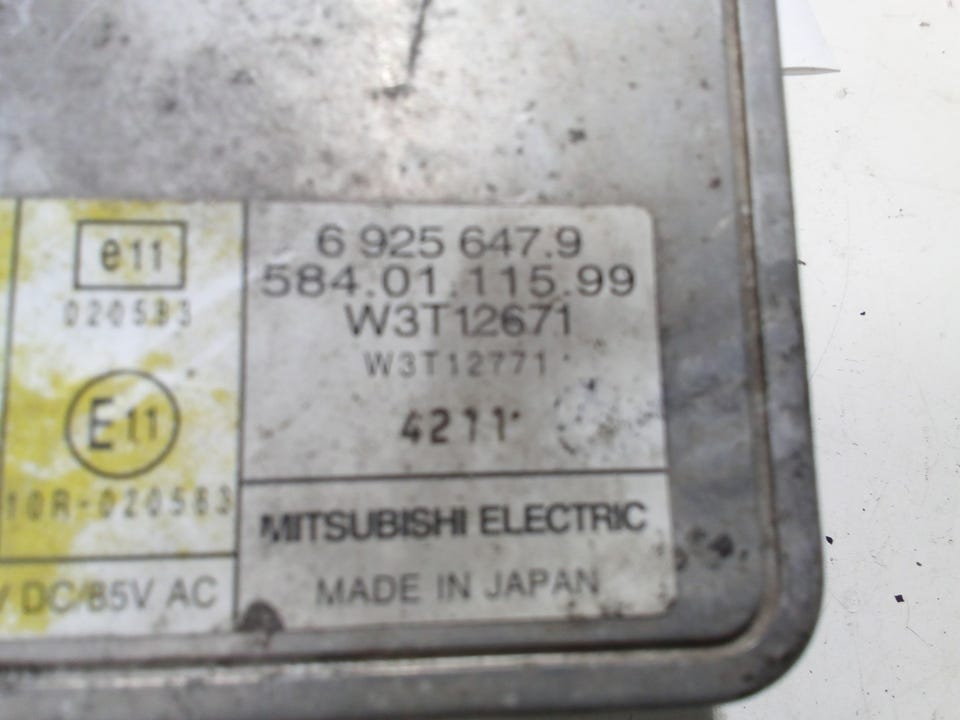 e11
020583
E11
10R-020563
V DC/85V AC
6 925 647.9
584.01.115.99
W3T12671
W3T12771
4211
MITSUBISHI ELECTRIC
MADE IN JAPAN